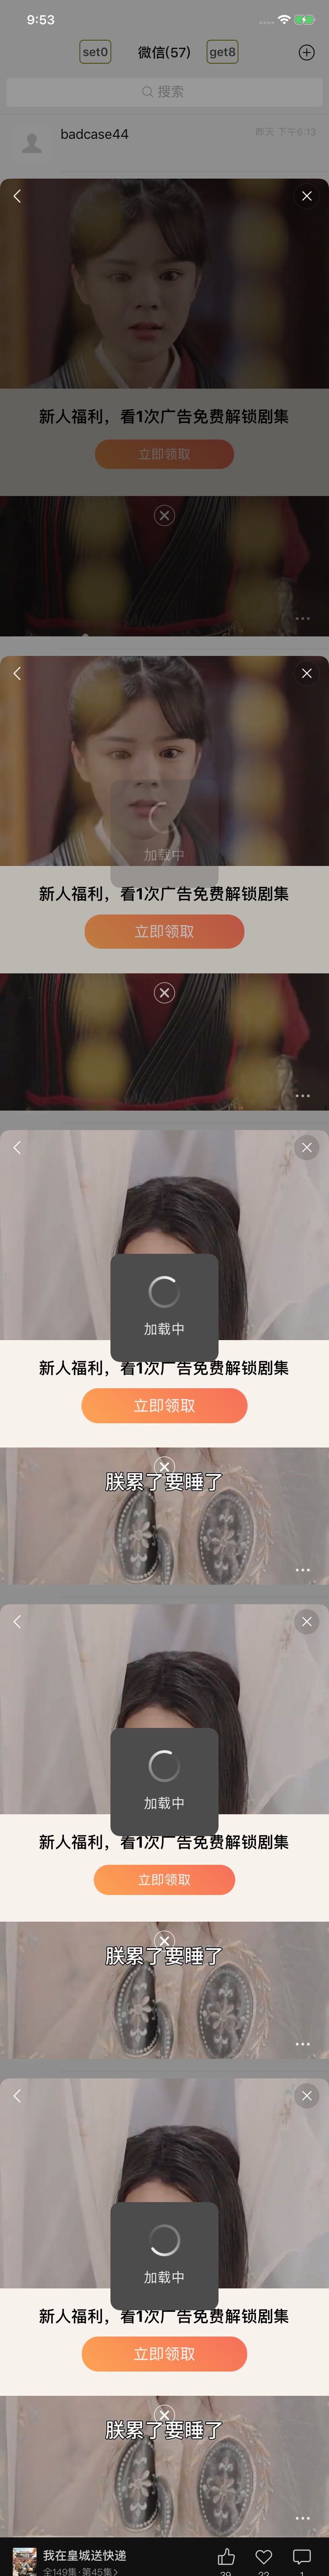 9:53
set0 微信(57) get8
搜索
badcase44 昨天 下午6:13
新人福利，看1次广告免费解锁剧集
立即领取
加载中
新人福利，看1次广告免费解锁剧集
立即领取
加载中
新人福利，看1次广告免费解锁剧集
立即领取
朕累了要睡了
加载中
新人福利，看1次广告免费解锁剧集
立即领取
朕累了要睡了
加载中
新人福利，看1次广告免费解锁剧集
立即领取
朕累了要睡了
我在皇城送快递
全149集·第45集 39 22 1